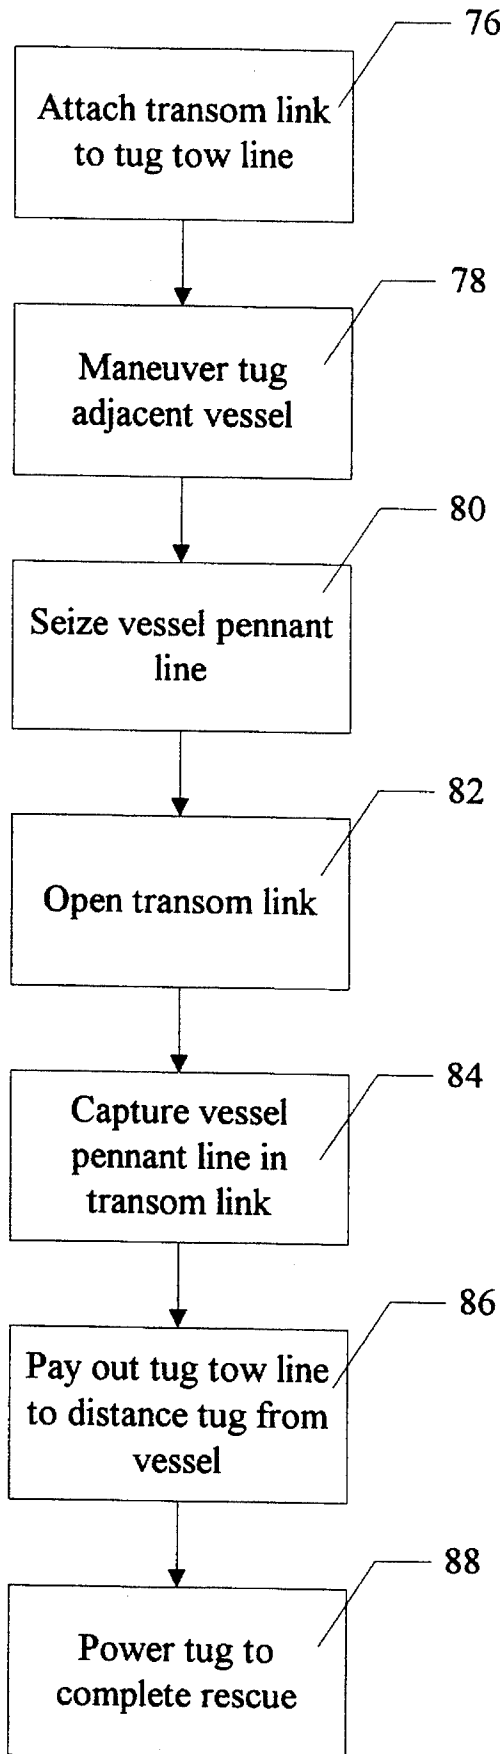 76
Attach transom link
to tug tow line
78
Maneuver tug
adjacent vessel
80
Seize vessel pennant
line
82
Open transom link
84
Capture vessel
pennant line in
transom link
86
Pay out tug tow line
to distance tug from
vessel
88
Power tug to
complete rescue